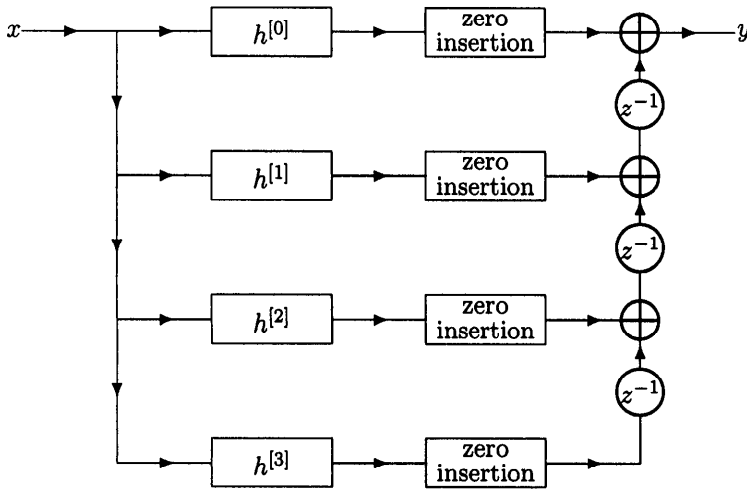 x h^{[0]} zero insertion y
z^{-1}
h^{[1]} zero insertion
z^{-1}
h^{[2]} zero insertion
z^{-1}
h^{[3]} zero insertion